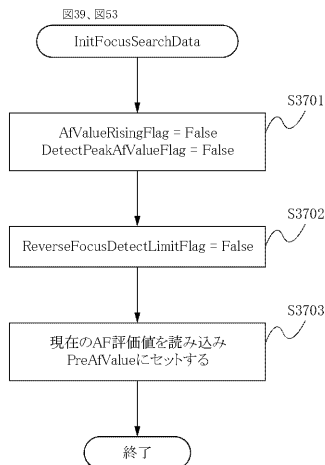 図39、図53
InitFocusSearchData
S3701
AfValueRisingFlag = False
DetectPeakAfValueFlag = False
S3702
ReverseFocusDetectLimitFlag = False
S3703
現在のAF評価値を読み込み
PreAfValueにセットする
終了